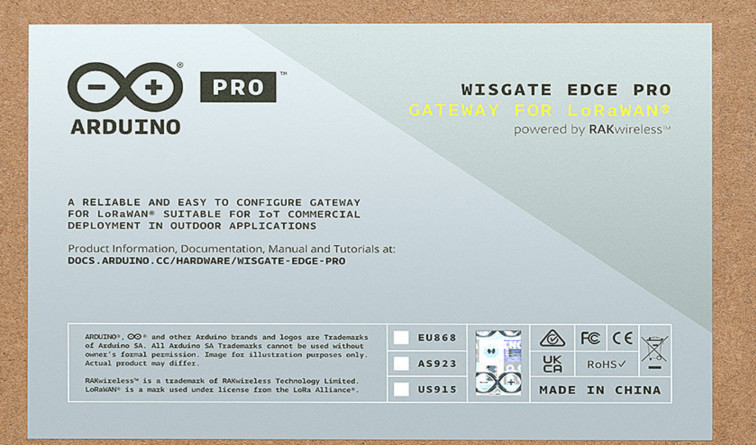 PRO™
ARDUINO
WISGATE EDGE PRO
GATEWAY FOR LoRaWAN®
powered by RAKwireless™
A RELIABLE AND EASY TO CONFIGURE GATEWAY
FOR LoRaWAN® SUITABLE FOR IoT COMMERCIAL
DEPLOYMENT IN OUTDOOR APPLICATIONS
Product Information, Documentation, Manual and Tutorials at:
DOCS.ARDUINO.CC/HARDWARE/WISGATE-EDGE-PRO
ARDUINO®, ® and other Arduino brands and logos are Trademarks
of Arduino SA. All Arduino SA Trademarks cannot be used without
owner's formal permission. Image for illustration purposes only.
Actual product may differ.
RAKwireless™ is a trademark of RAKwireless Technology Limited.
LoRaWAN® is a mark used under license from the LoRa Alliance®.
EU868
AS923
US915
FC CE
UK
CA
RoHS✓
MADE IN CHINA